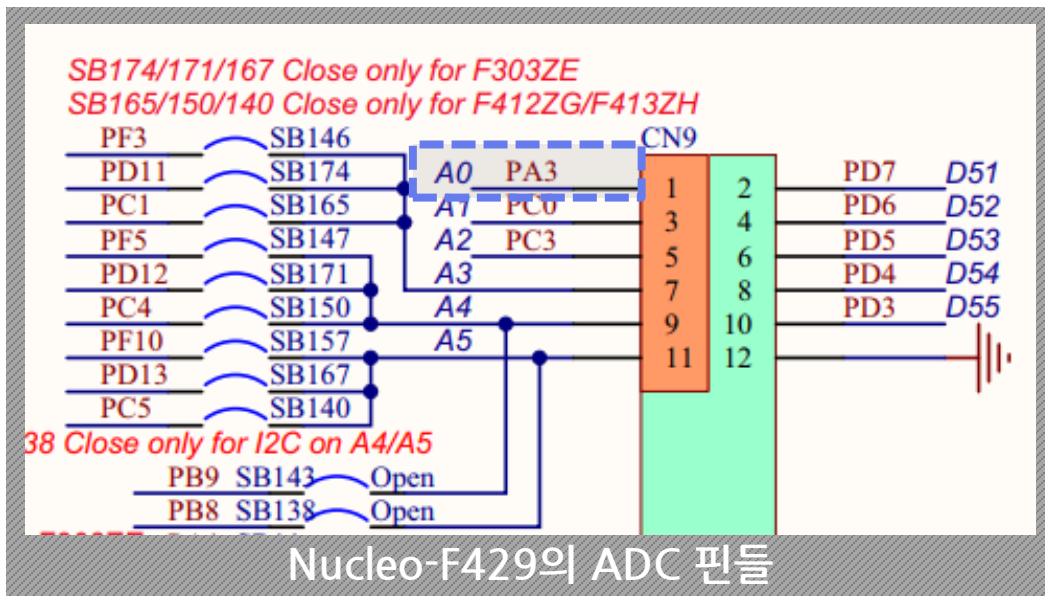 SB174/171/167 Close only for F303ZE
SB165/150/140 Close only for F412ZG/F413ZH
PF3 SB146 CN9
PD11 SB174 A0 PA3 1 2 PD7 D51
PC1 SB165 A1 PC0 3 4 PD6 D52
PF5 SB147 A2 PC3 5 6 PD5 D53
PD12 SB171 A3 7 8 PD4 D54
PC4 SB150 A4 9 10 PD3 D55
PF10 SB157 A5 11 12
PD13 SB167
PC5 SB140
38 Close only for I2C on A4/A5
PB9 SB143 Open
PB8 SB138 Open
Nucleo-F429의 ADC 핀들